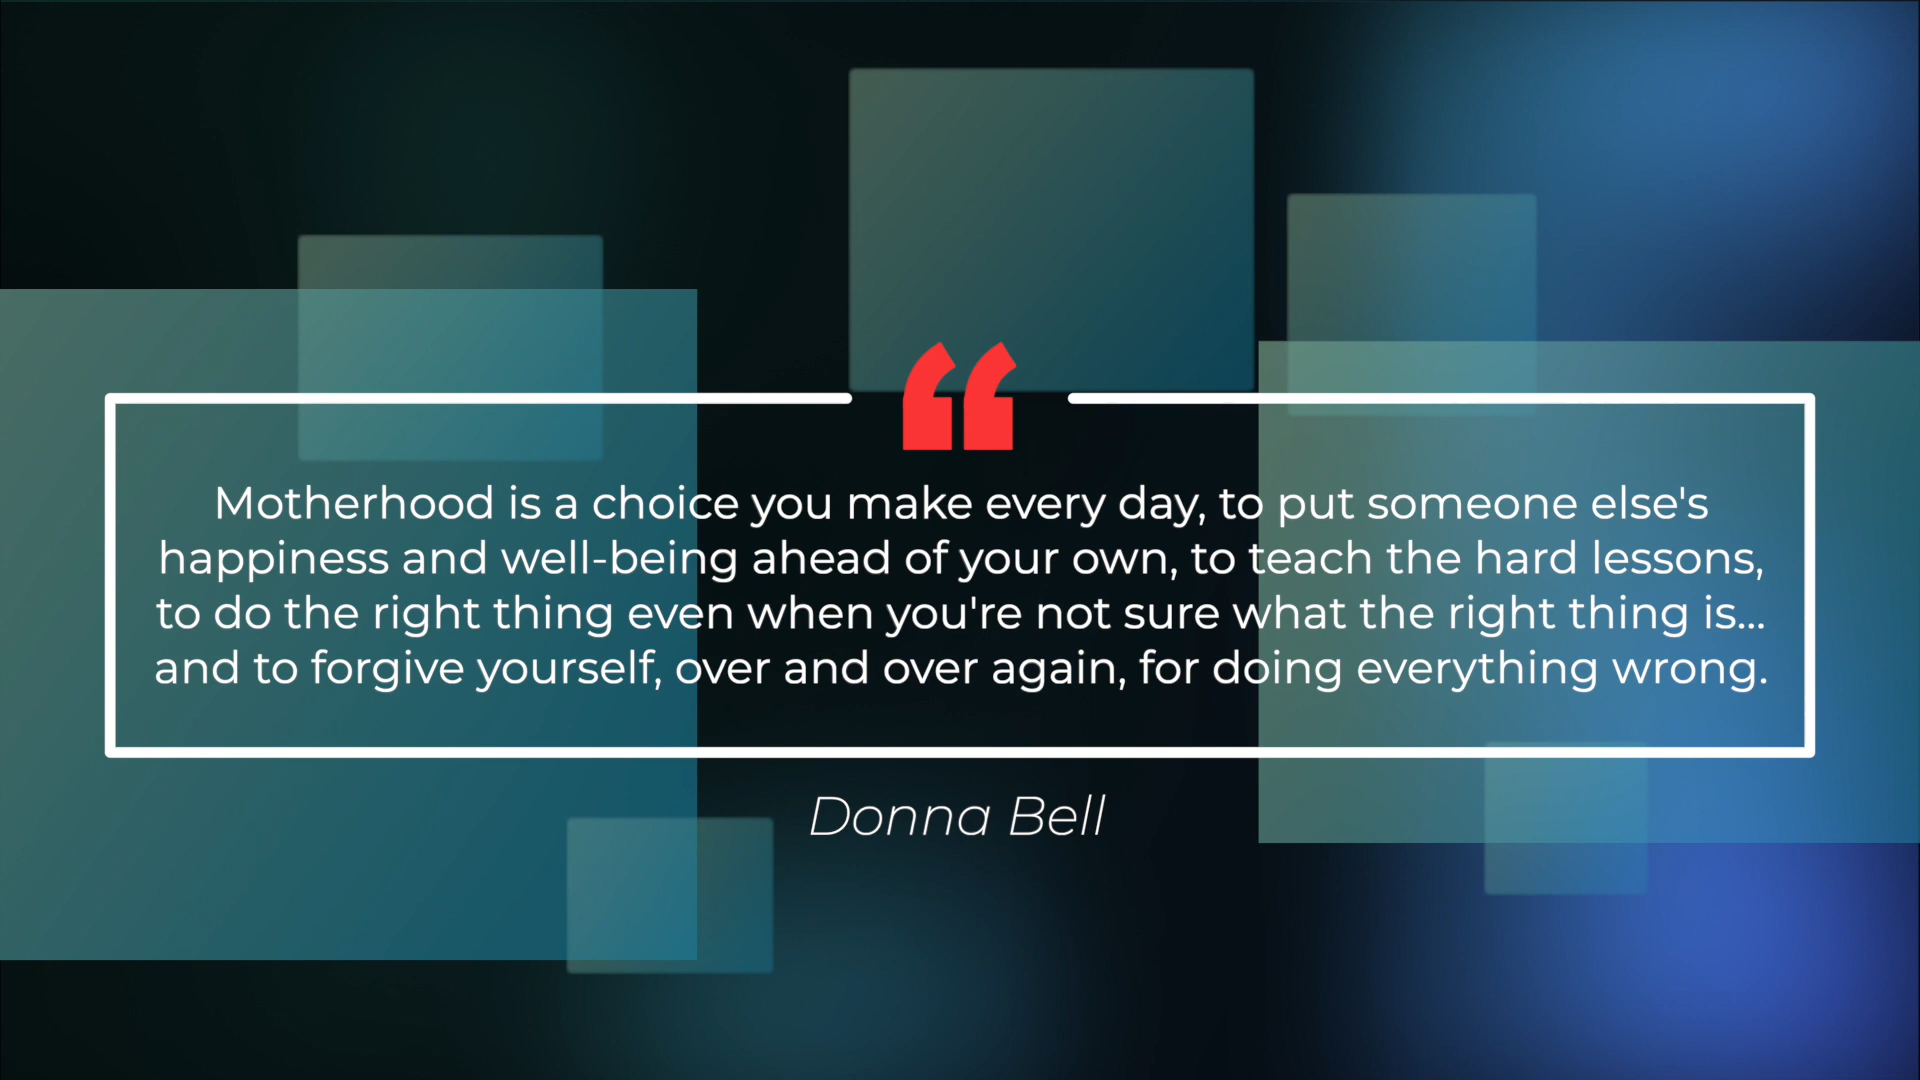 Motherhood is a choice you make every day, to put someone else's
happiness and well-being ahead of your own, to teach the hard lessons,
to do the right thing even when you're not sure what the right thing is...
and to forgive yourself, over and over again, for doing everything wrong.
Donna Bell